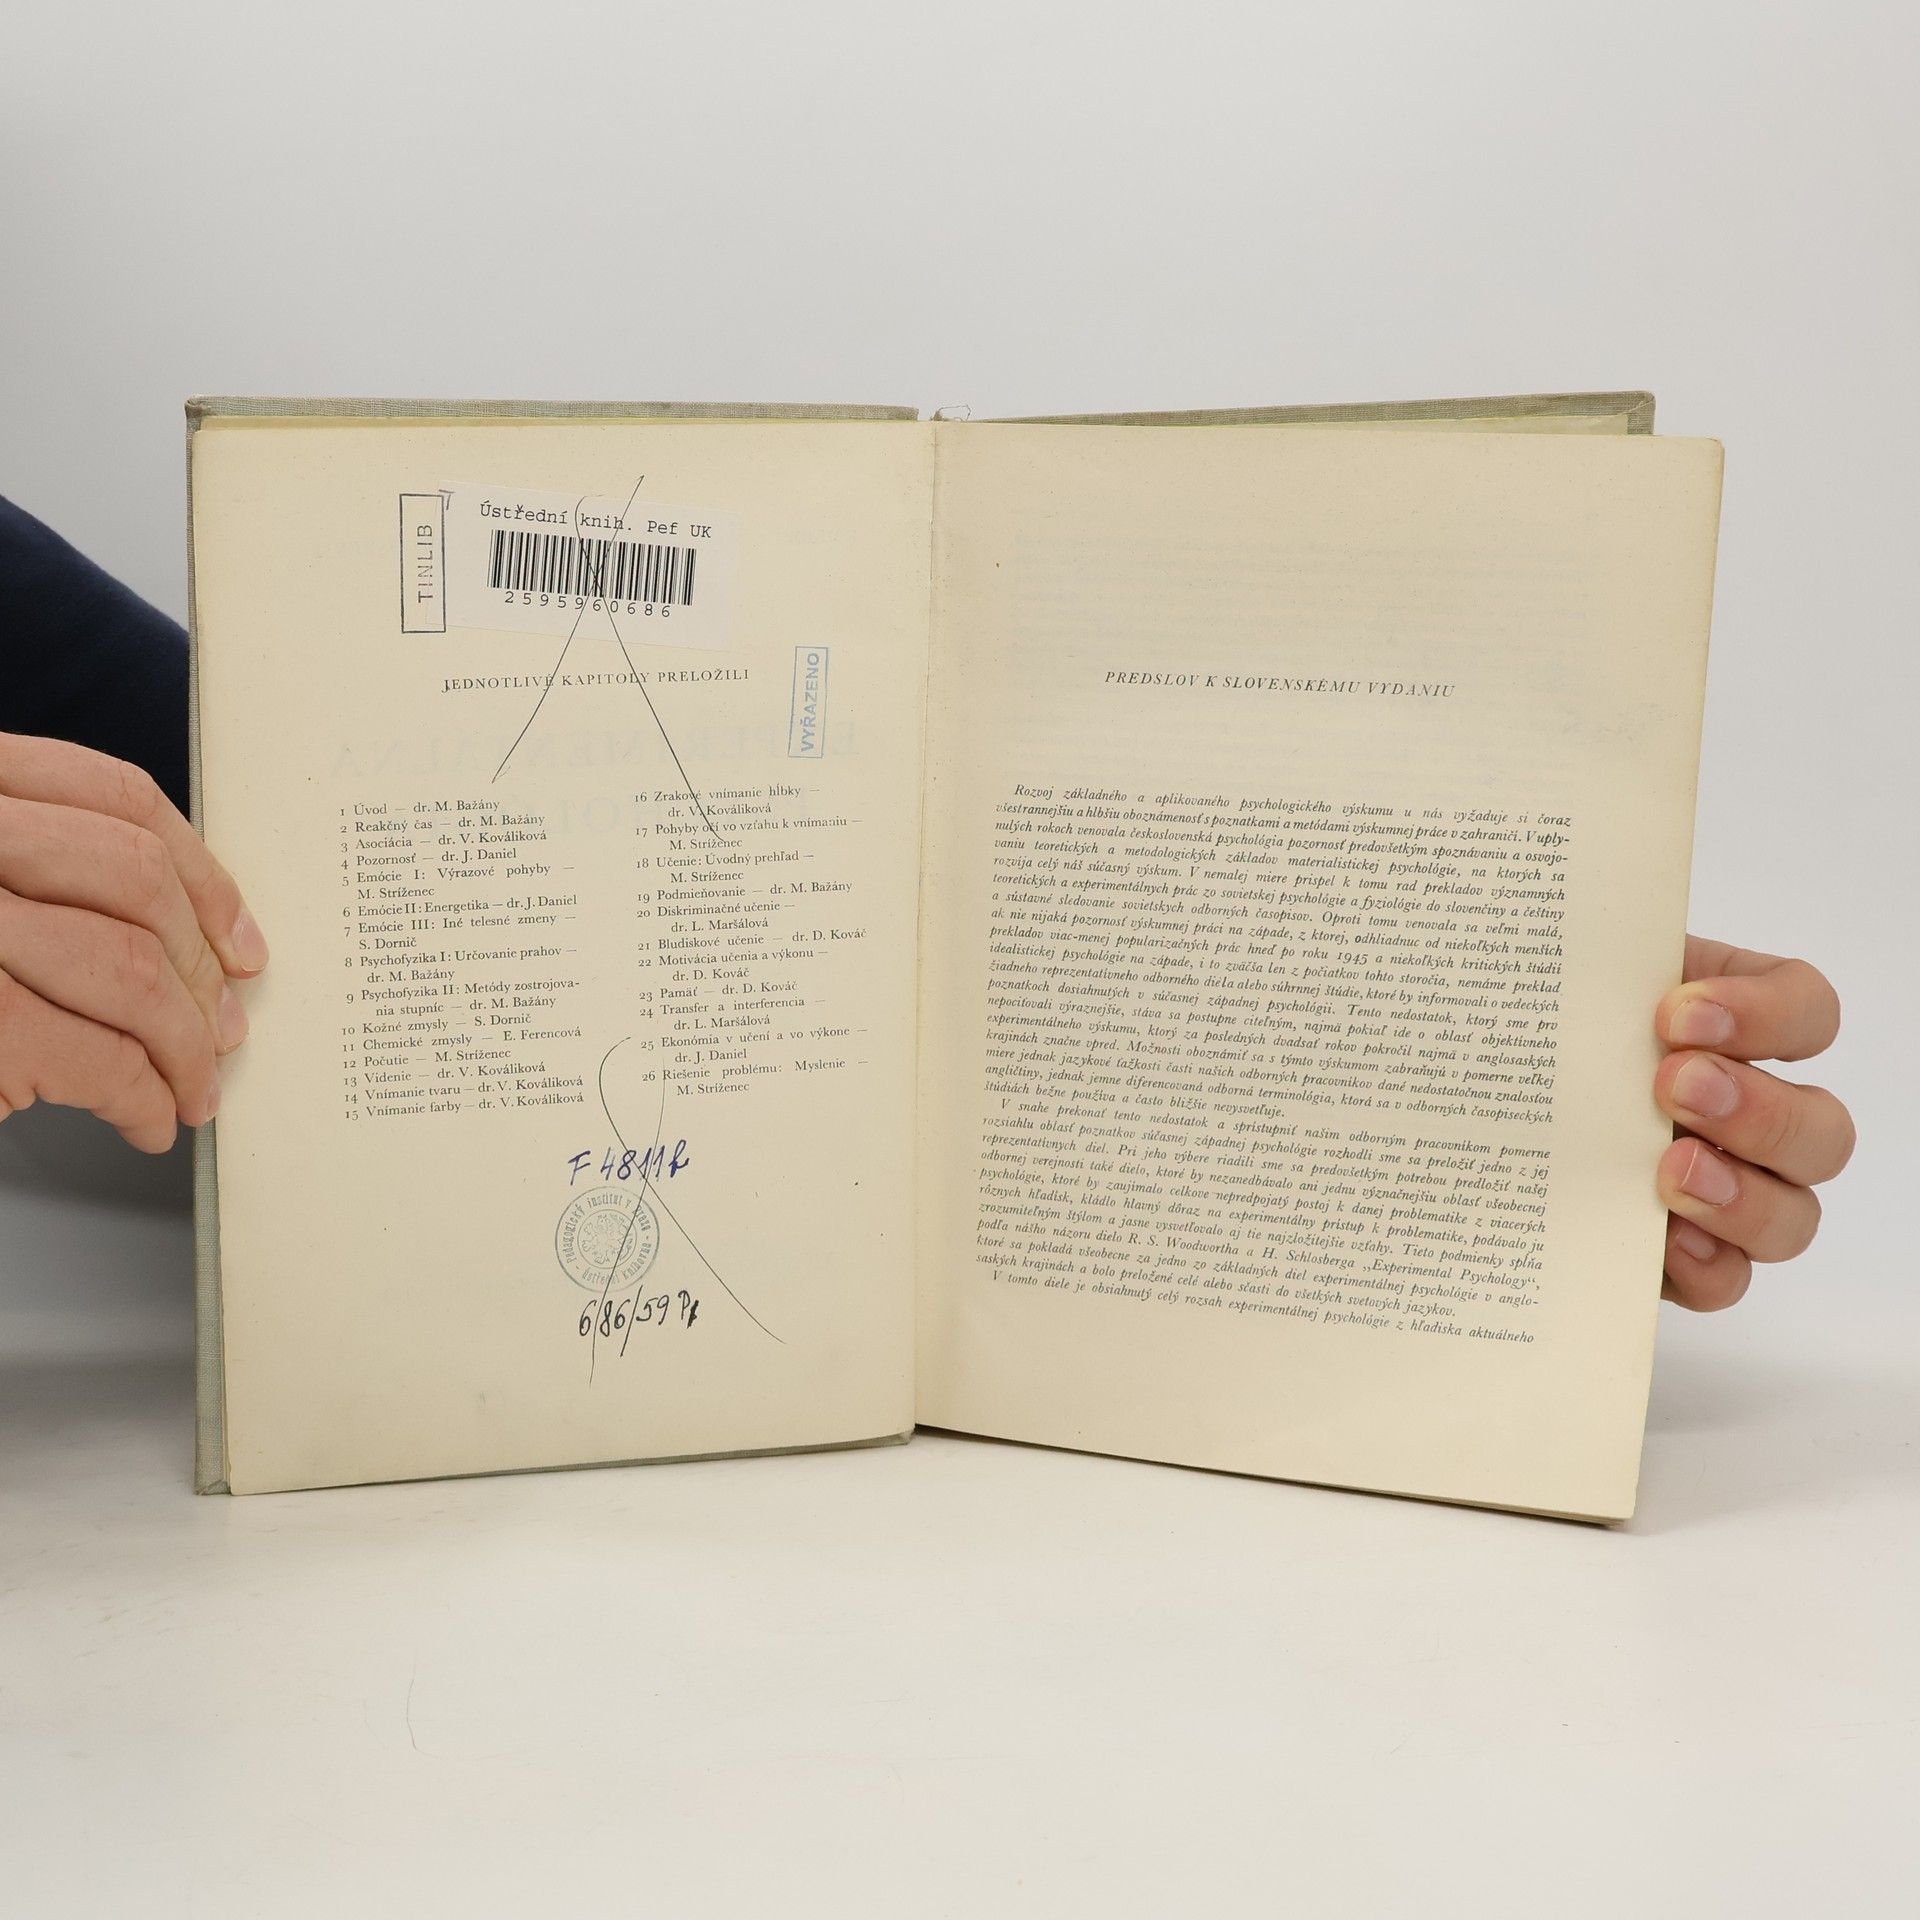 TINLIB
Ústřední knih. Pef UK
2595960686
VYŘAZENO
JEDNOTLIVÉ KAPITOLY PRELOŽILI
1 Úvod — dr. M. Bažány
2 Reakčný čas — dr. M. Bažány
3 Asociácia — dr. V. Kováliková
4 Pozornosť — dr. J. Daniel
5 Emócie I: Výrazové pohyby —
M. Stríženec
6 Emócie II: Energetika — dr. J. Daniel
7 Emócie III: Iné telesné zmeny —
S. Dornič
8 Psychofyzika I: Určovanie prahov —
dr. M. Bažány
9 Psychofyzika II: Metódy zostrojova-
nia stupníc — dr. M. Bažány
10 Kožné zmysly — S. Dornič
11 Chemické zmysly — E. Ferencová
12 Počutie — M. Stríženec
13 Videnie — dr. V. Kováliková
14 Vnímanie tvaru — dr. V. Kováliková
15 Vnímanie farby — dr. V. Kováliková
16 Zrakové vnímanie hĺbky —
dr. V. Kováliková
17 Pohyby očí vo vzťahu k vnímaniu —
M. Stríženec
18 Učenie: Úvodný prehľad —
M. Stríženec
19 Podmieňovanie — dr. M. Bažány
20 Diskriminačné učenie —
dr. L. Maršálová
21 Bludiskové učenie — dr. D. Kováč
22 Motivácia učenia a výkonu —
dr. D. Kováč
23 Pamäť — dr. D. Kováč
24 Transfer a interferencia —
dr. L. Maršálová
25 Ekonómia v učení a vo výkone —
dr. J. Daniel
26 Riešenie problému: Myslenie —
M. Stríženec
F 4811
Pedagogický institut v Praze
Ústřední knihovna
6/86/59
PREDSLOV K SLOVENSKÉMU VYDANIU
Rozvoj základného a aplikovaného psychologického výskumu u nás vyžaduje si čoraz
všestrannejšiu a hlbšiu oboznámenosť s poznatkami a metódami výskumnej práce v zahraničí. V uply-
nulých rokoch venovala československá psychológia pozornosť predovšetkým spoznávaniu a osvojo-
vaniu teoretických a metodologických základov materialistickej psychológie, na ktorých sa
rozvíja celý náš súčasný výskum. V nemalej miere prispel k tomu rad prekladov významných
teoretických a experimentálnych prác zo sovietskej psychológie a fyziológie do slovenčiny a češtiny
a sústavné sledovanie sovietskych odborných časopisov. Oproti tomu venovala sa veľmi malá,
ak nie nijaká pozornosť výskumnej práci na západe, z ktorej, odhliadnuc od niekoľkých menších
prekladov viac-menej popularizačných prác hneď po roku 1945 a niekoľkých kritických štúdií
idealistickej psychológie na západe, i to zväčša len z počiatkov tohto storočia, nemáme preklad
žiadneho reprezentatívneho odborného diela alebo súhrnnej štúdie, ktoré by informovali o vedeckých
poznatkoch dosiahnutých v súčasnej západnej psychológii. Tento nedostatok, ktorý sme prv
nepociťovali výraznejšie, stáva sa postupne citeľným, najmä pokiaľ ide o oblasť objektívneho
experimentálneho výskumu, ktorý za posledných dvadsať rokov pokročil najmä v anglosaských
krajinách značne vpred. Možnosti oboznámiť sa s týmto výskumom zabraňujú v pomerne veľkej
miere jednak jazykové ťažkosti časti našich odborných pracovníkov dané nedostatočnou znalosťou
angličtiny, jednak jemne diferencovaná odborná terminológia, ktorá sa v odborných časopiseckých
štúdiách bežne používa a často bližšie nevysvetľuje.
V snahe prekonať tento nedostatok a sprístupniť našim odborným pracovníkom pomerne
rozsiahlu oblasť poznatkov súčasnej západnej psychológie rozhodli sme sa preložiť jedno z jej
reprezentatívnych diel. Pri jeho výbere riadili sme sa predovšetkým potrebou predložiť našej
odbornej verejnosti také dielo, ktoré by nezanedbávalo ani jednu význačnejšiu oblasť všeobecnej
psychológie, ktoré by zaujímalo celkove nepredpojatý postoj k danej problematike z viacerých
rôznych hľadísk, kládlo hlavný dôraz na experimentálny prístup k problematike, podávalo ju
zrozumiteľným štýlom a jasne vysvetľovalo aj tie najzložitejšie vzťahy. Tieto podmienky spĺňa
podľa nášho názoru dielo R. S. Woodwortha a H. Schlosberga „Experimental Psychology“,
ktoré sa pokladá všeobecne za jedno zo základných diel experimentálnej psychológie v anglo-
saských krajinách a bolo preložené celé alebo sčasti do všetkých svetových jazykov.
V tomto diele je obsiahnutý celý rozsah experimentálnej psychológie z hľadiska aktuálneho